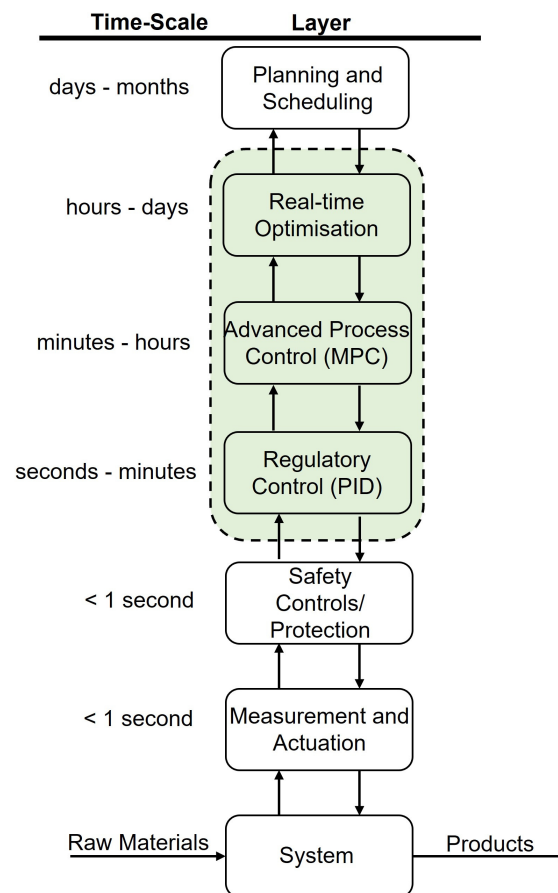 Time-Scale Layer
days - months
Planning and
Scheduling
hours - days
Real-time
Optimisation
minutes - hours
Advanced Process
Control (MPC)
seconds - minutes
Regulatory
Control (PID)
< 1 second
Safety
Controls/
Protection
< 1 second
Measurement and
Actuation
Raw Materials
System
Products